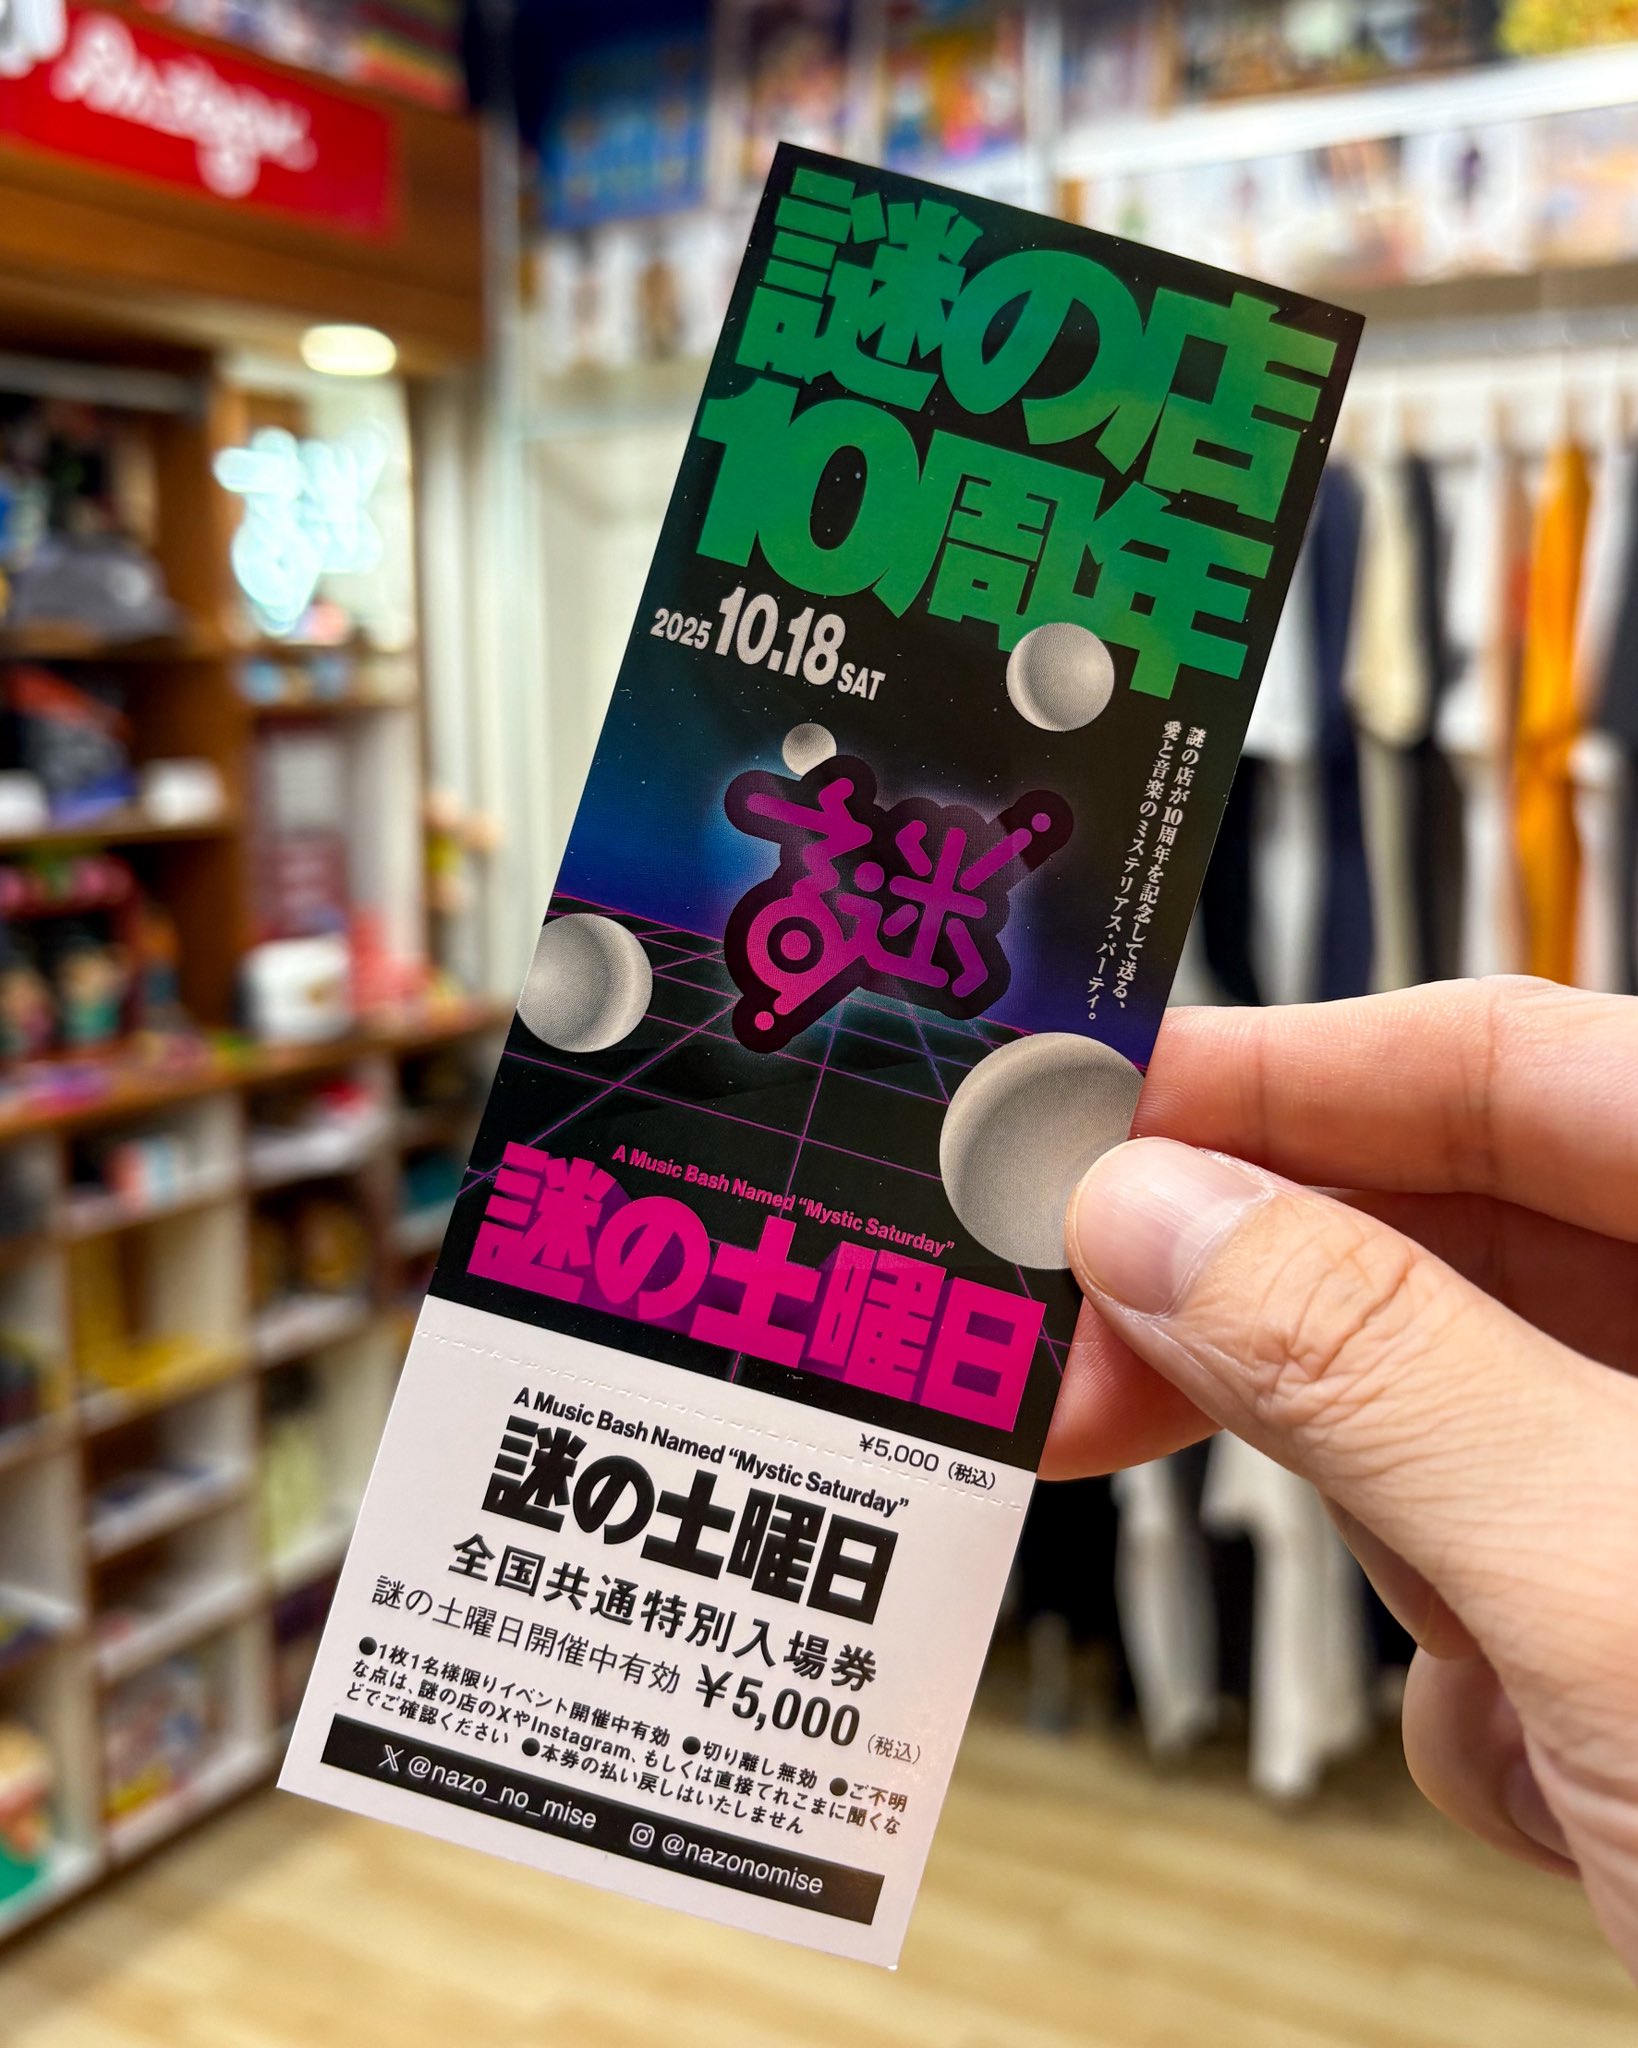 謎の店
10周年
2025 10.18 SAT
謎の店が10周年を記念して送る、
愛と音楽のミステリアス・パーティ。
謎
A Music Bash Named “Mystic Saturday”
謎の土曜日
¥5,000（税込）
A Music Bash Named “Mystic Saturday”
謎の土曜日
全国共通特別入場券
謎の土曜日開催中有効 ¥5,000（税込）
●1枚1名様限りイベント開催中有効 ●切り離し無効 ●ご不明
な点は、謎の店のXやInstagram、もしくは直接てれこまに聞くな
どでご確認ください ●本券の払い戻しはいたしません
X @nazo_no_mise @nazonomise